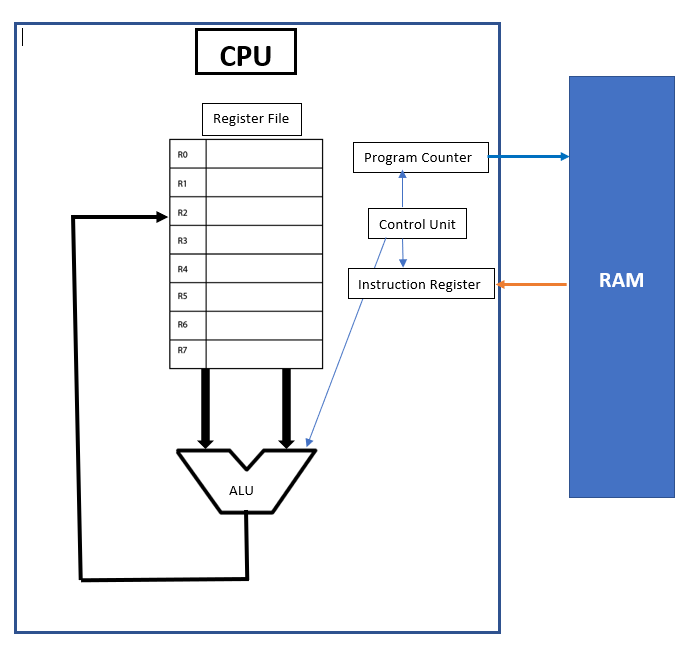 CPU
Register File
R0
R1
R2
R3
R4
R5
R6
R7
ALU
Program Counter
Control Unit
Instruction Register
RAM